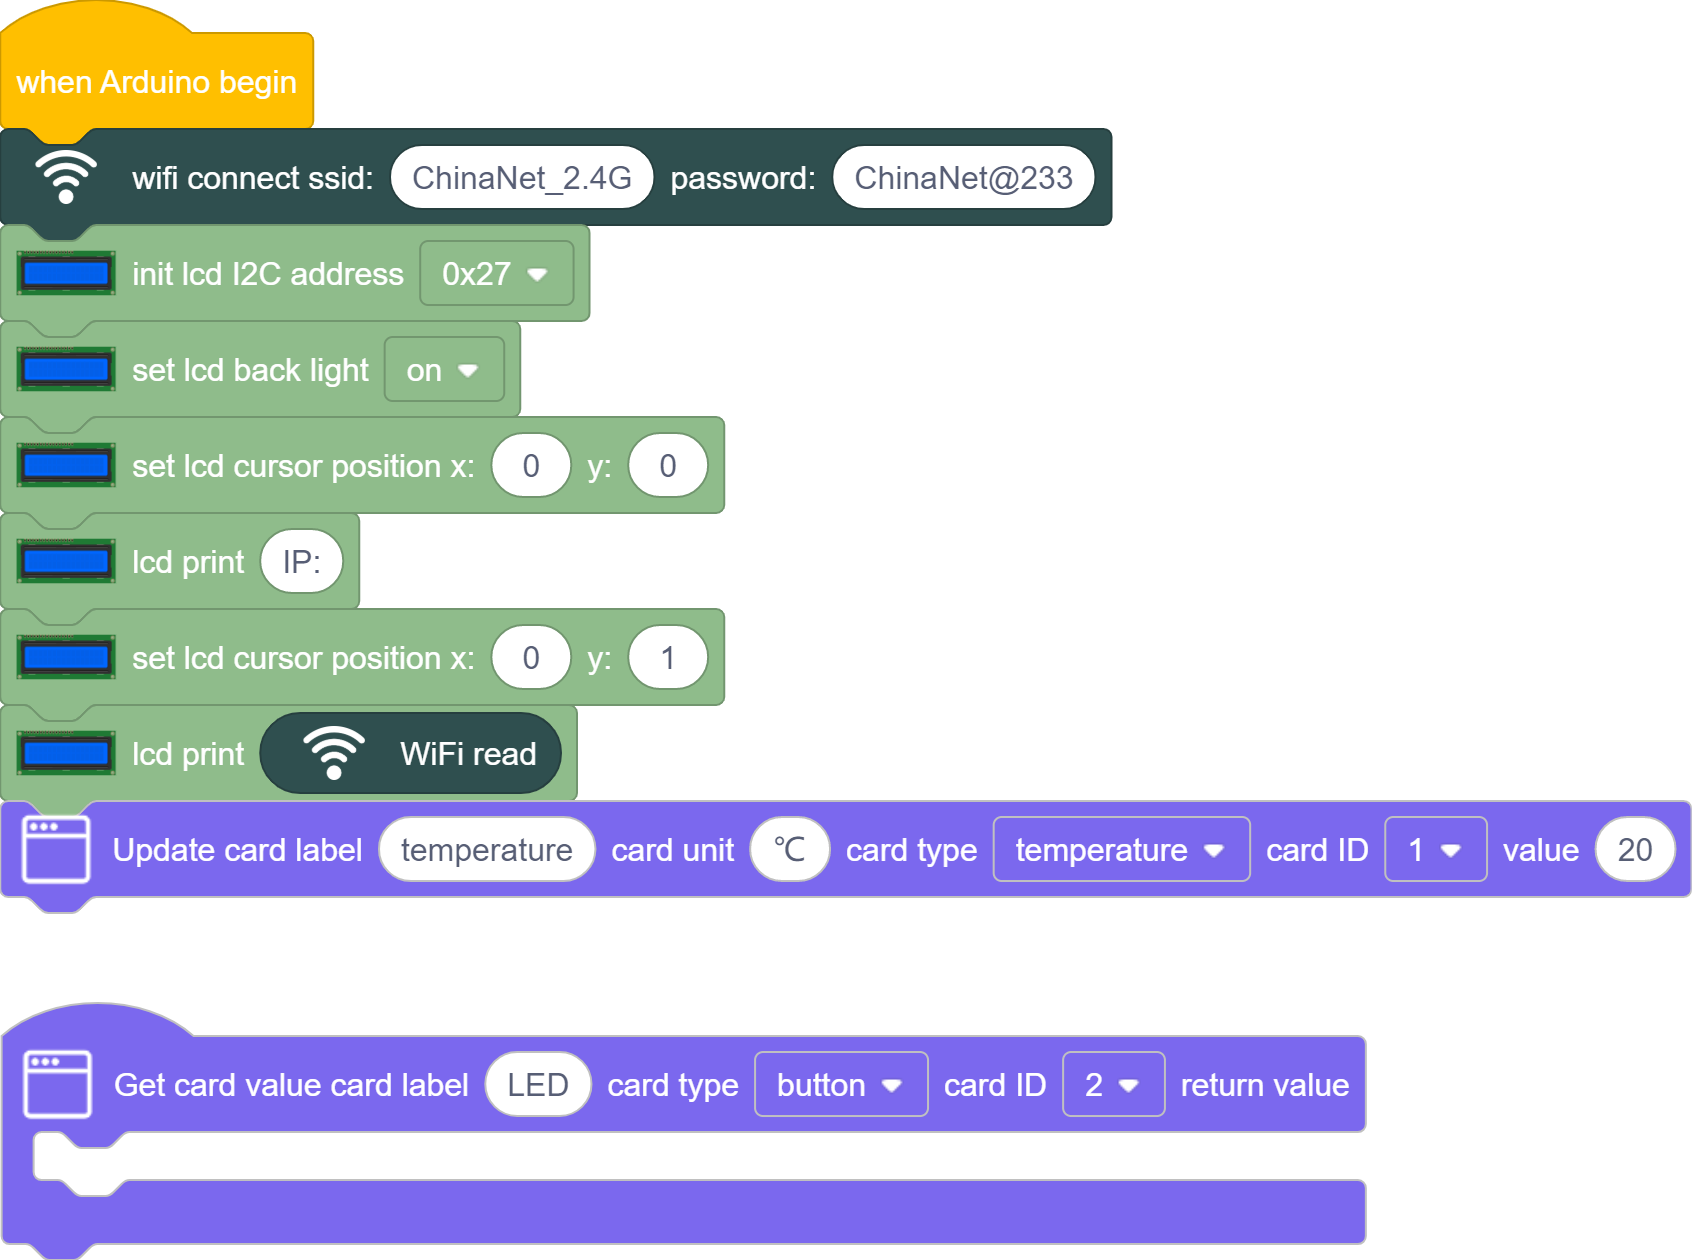 when Arduino begin
wifi connect ssid: ChinaNet_2.4G password: ChinaNet@233
init lcd I2C address 0x27
set lcd back light on
set lcd cursor position x: 0 y: 0
lcd print IP:
set lcd cursor position x: 0 y: 1
lcd print WiFi read
Update card label temperature card unit ℃ card type temperature card ID 1 value 20
Get card value card label LED card type button card ID 2 return value